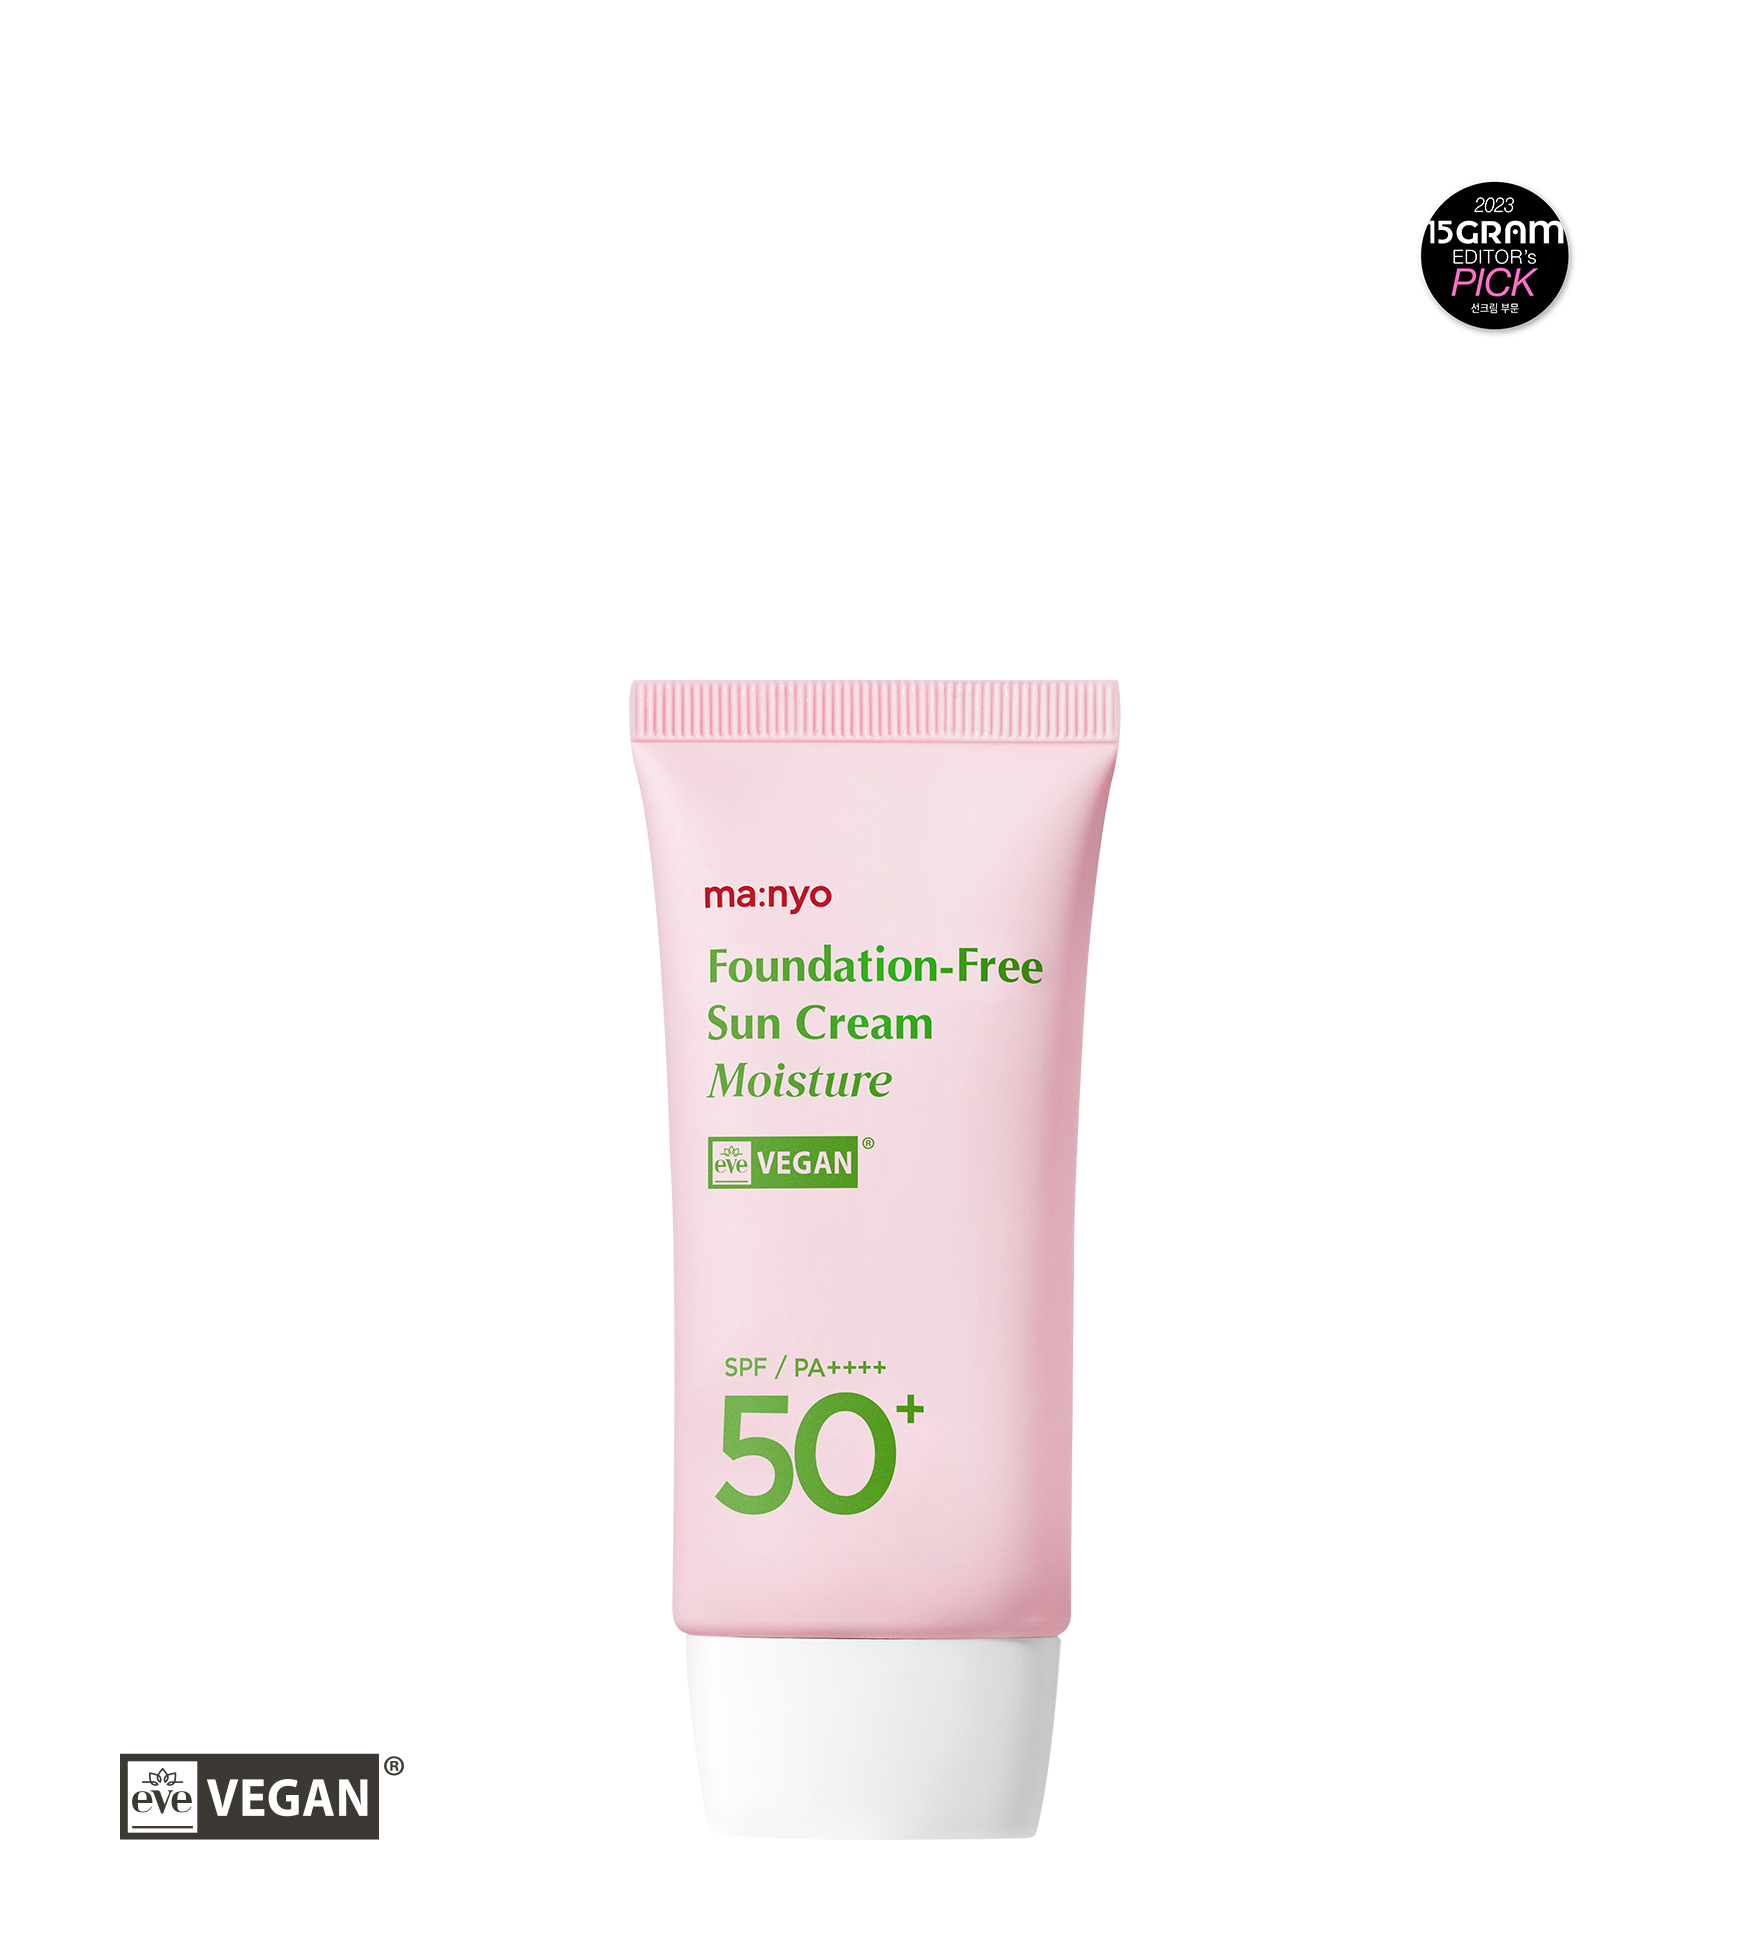 2023
15GRAM
EDITOR's
PICK
선크림 부문
ma:nyo
Foundation-Free
Sun Cream
Moisture
eve VEGAN®
SPF / PA++++
50+
eve VEGAN®